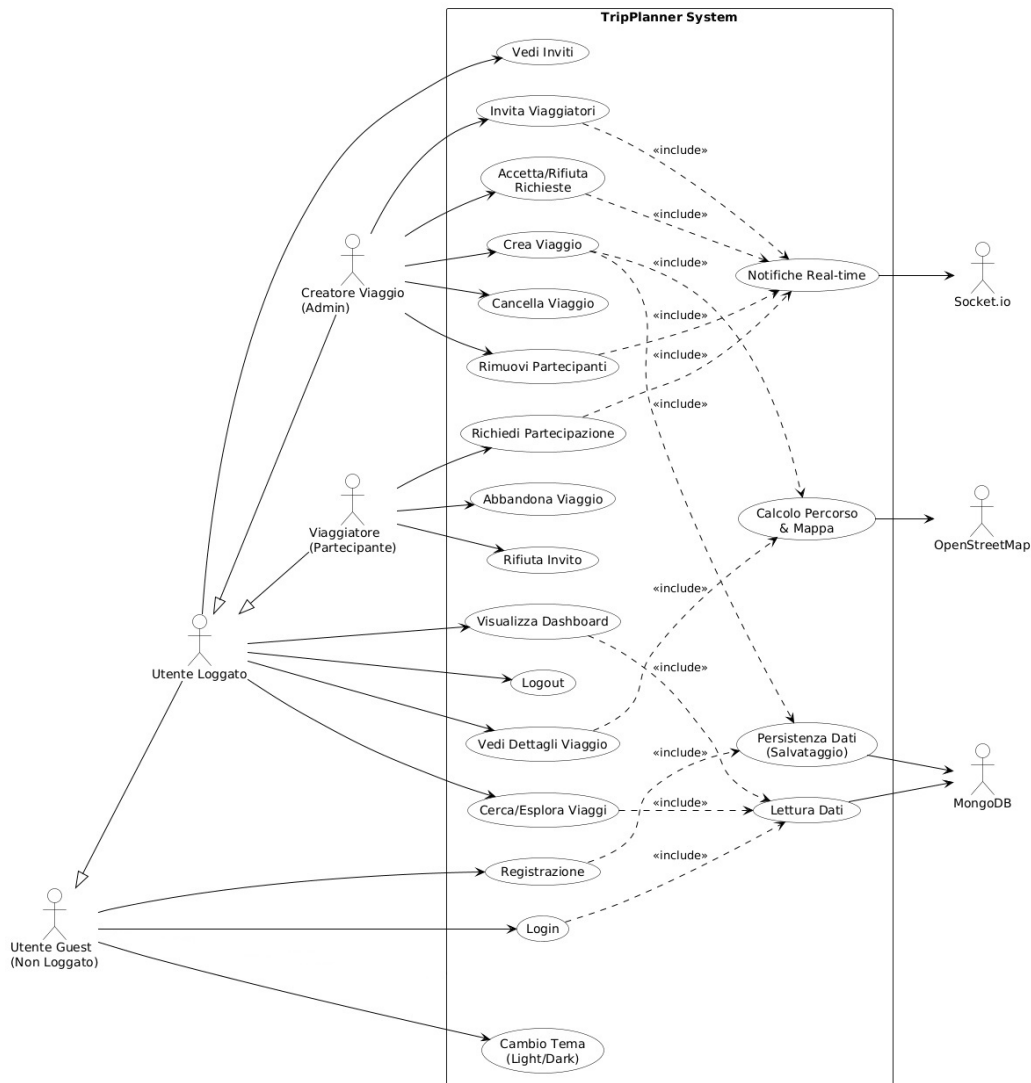 TripPlanner System
Vedi Inviti
Invita Viaggiatori
«include»
Accetta/Rifiuta
Richieste
«include»
Crea Viaggio
«include»
Creatore Viaggio
(Admin)
Notifiche Real-time
Socket.io
Cancella Viaggio
«include»
Rimuovi Partecipanti
«include»
«include»
Richiedi Partecipazione
Viaggiatore
(Partecipante)
Abbandona Viaggio
Calcolo Percorso
& Mappa
OpenStreetMap
Rifiuta Invito
«include»
Visualizza Dashboard
Utente Loggato
Logout
Vedi Dettagli Viaggio
«include»
Persistenza Dati
(Salvataggio)
MongoDB
Cerca/Esplora Viaggi
«include»
Lettura Dati
«include»
Registrazione
Login
Utente Guest
(Non Loggato)
Cambio Tema
(Light/Dark)